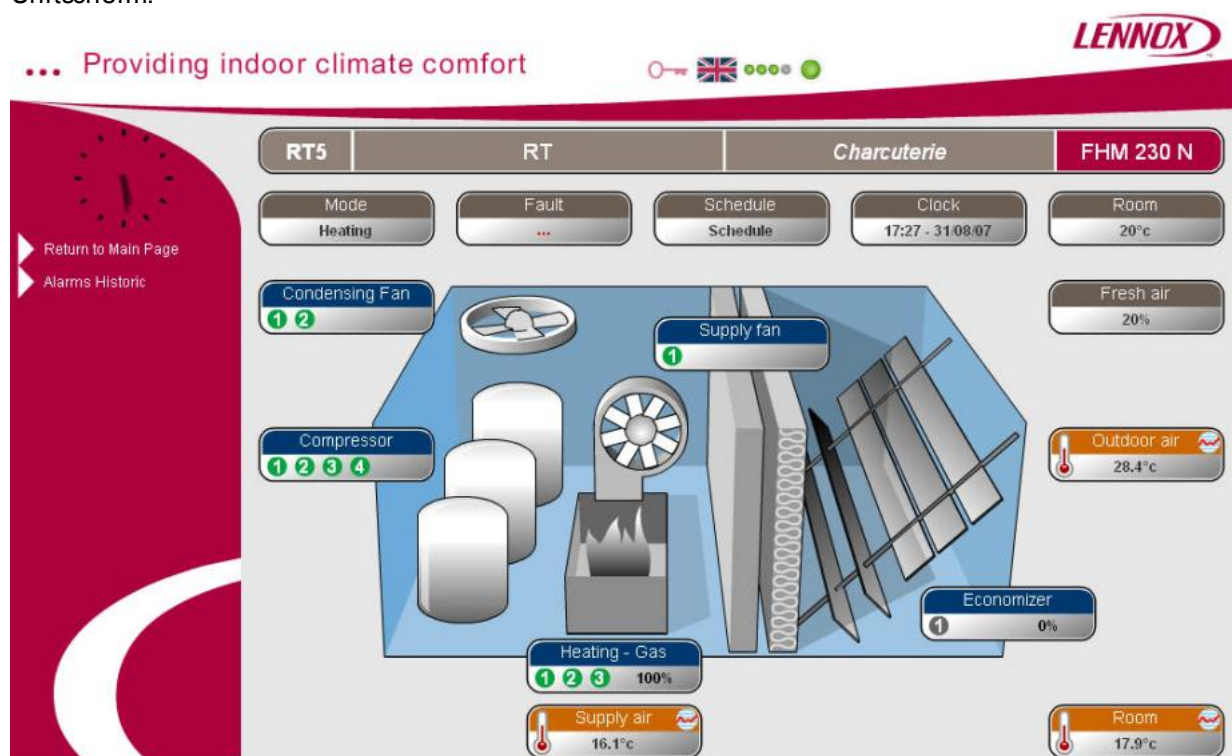 LENNOX
... Providing indoor climate comfort
RT5 RT Charcuterie FHM 230 N
Mode Fault Schedule Clock Room
Heating ... Schedule 17:27 - 31/08/07 20°c
Return to Main Page
Alarms Historic
Condensing Fan
1 2
Supply fan
1
Fresh air
20%
Compressor
1 2 3 4
Outdoor air
28.4°c
Economizer
1 0%
Heating - Gas
1 2 3 100%
Supply air
16.1°c
Room
17.9°c